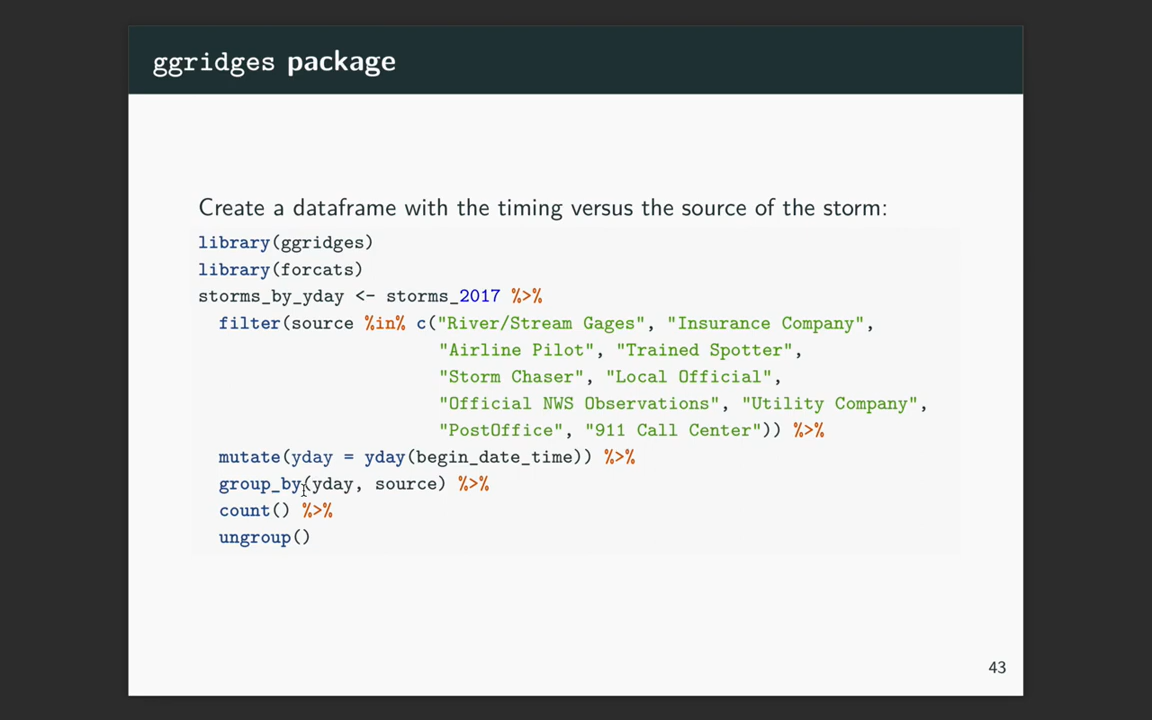 ggridges package
Create a dataframe with the timing versus the source of the storm:
library(ggridges)
library(forcats)
storms_by_yday <- storms_2017 %>%
  filter(source %in% c("River/Stream Gages", "Insurance Company",
                       "Airline Pilot", "Trained Spotter",
                       "Storm Chaser", "Local Official",
                       "Official NWS Observations", "Utility Company",
                       "PostOffice", "911 Call Center")) %>%
  mutate(yday = yday(begin_date_time)) %>%
  group_by(yday, source) %>%
  count() %>%
  ungroup()
43